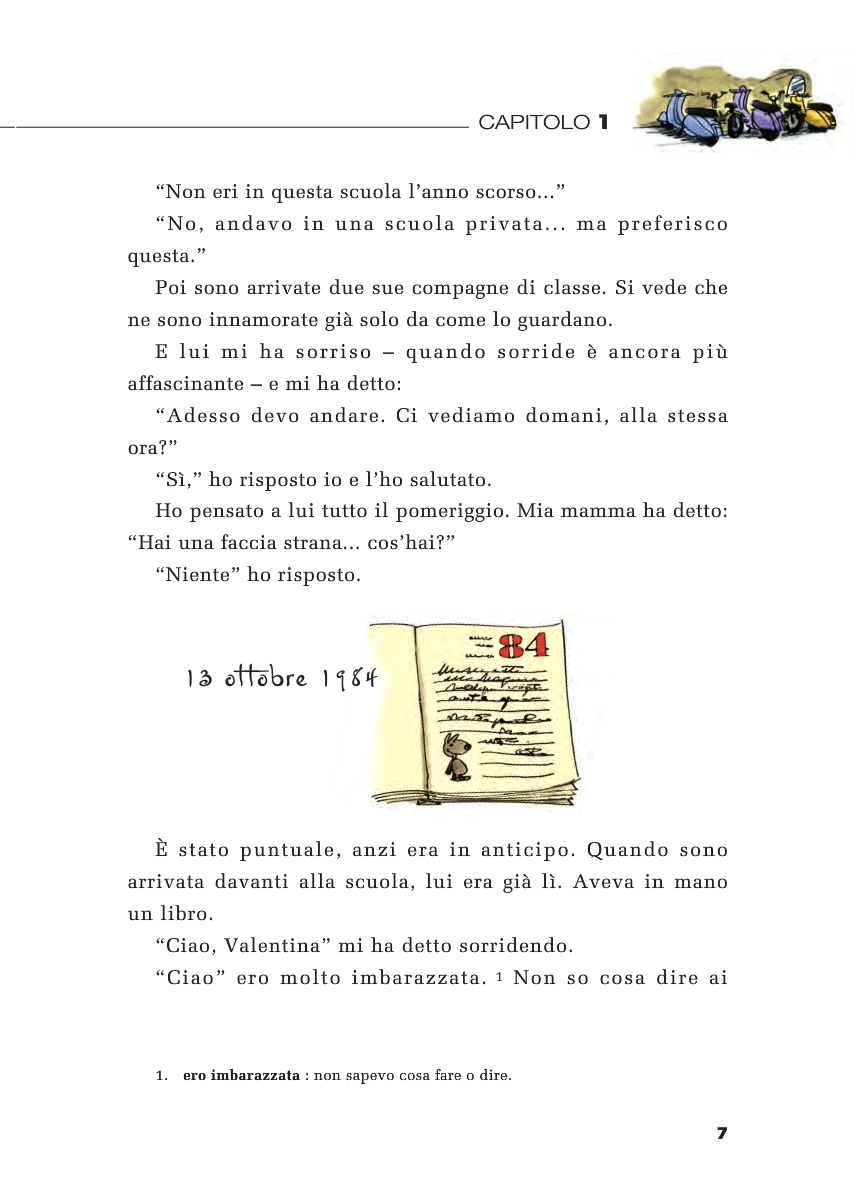 CAPITOLO 1
“Non eri in questa scuola l’anno scorso...”
“No, andavo in una scuola privata... ma preferisco
questa.”
Poi sono arrivate due sue compagne di classe. Si vede che
ne sono innamorate già solo da come lo guardano.
E lui mi ha sorriso – quando sorride è ancora più
affascinante – e mi ha detto:
“Adesso devo andare. Ci vediamo domani, alla stessa
ora?”
“Sì,” ho risposto io e l’ho salutato.
Ho pensato a lui tutto il pomeriggio. Mia mamma ha detto:
“Hai una faccia strana... cos’hai?”
“Niente” ho risposto.
84
13 ottobre 1984
È stato puntuale, anzi era in anticipo. Quando sono
arrivata davanti alla scuola, lui era già lì. Aveva in mano
un libro.
“Ciao, Valentina” mi ha detto sorridendo.
“Ciao” ero molto imbarazzata. 1 Non so cosa dire ai
1. ero imbarazzata : non sapevo cosa fare o dire.
7